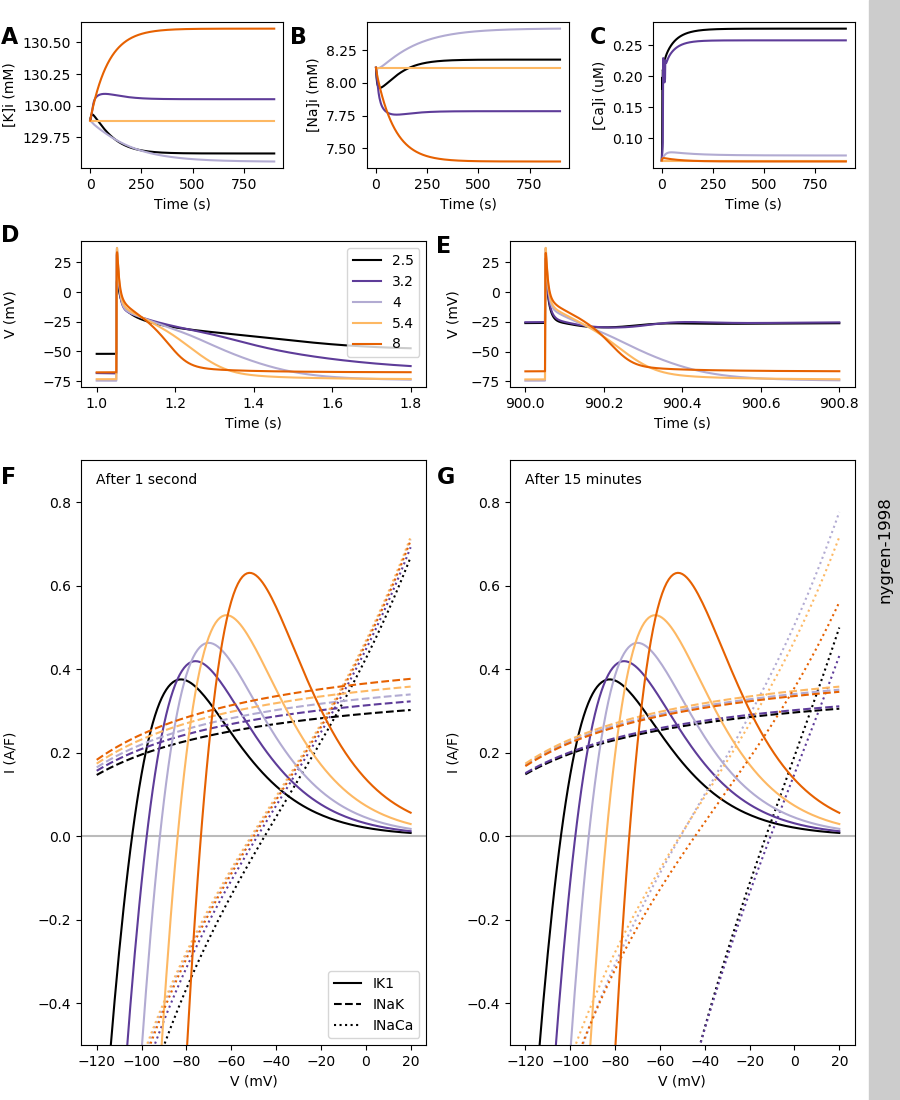 A
[K]i (mM)
130.50
130.25
130.00
129.75
0
250
500
750
Time (s)
B
[Na]i (mM)
8.25
8.00
7.75
7.50
0
250
500
750
Time (s)
C
[Ca]i (uM)
0.25
0.20
0.15
0.10
0
250
500
750
Time (s)
D
V (mV)
25
0
−25
−50
−75
1.0
1.2
1.4
1.6
1.8
Time (s)
2.5
3.2
4
5.4
8
E
V (mV)
25
0
−25
−50
−75
900.0
900.2
900.4
900.6
900.8
Time (s)
F
After 1 second
I (A/F)
0.8
0.6
0.4
0.2
0.0
−0.2
−0.4
IK1
INaK
INaCa
−120
−100
−80
−60
−40
−20
0
20
V (mV)
G
After 15 minutes
I (A/F)
0.8
0.6
0.4
0.2
0.0
−0.2
−0.4
−120
−100
−80
−60
−40
−20
0
20
V (mV)
nygren-1998